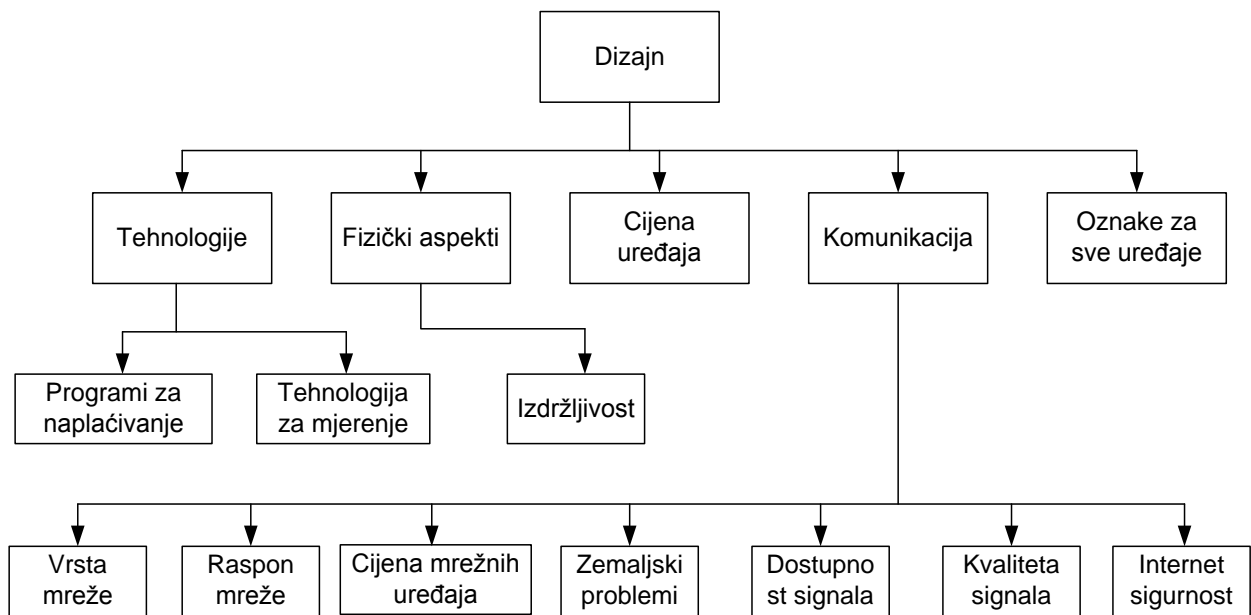 Dizajn
Tehnologije
Fizički aspekti
Cijena
uređaja
Komunikacija
Oznake za
sve uređaje
Programi za
naplaćivanje
Tehnologija
za mjerenje
Izdržljivost
Vrsta
mreže
Raspon
mreže
Cijena mrežnih
uređaja
Zemaljski
problemi
Dostupno
st signala
Kvaliteta
signala
Internet
sigurnost